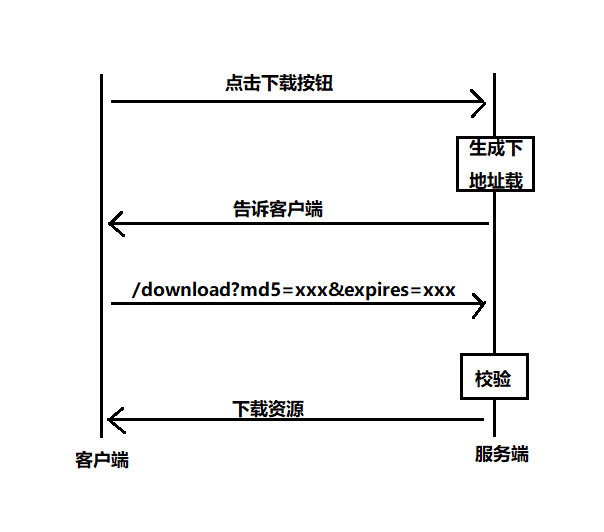 点击下载按钮
生成下
地址载
告诉客户端
/download?md5=xxx&expires=xxx
校验
下载资源
客户端
服务端